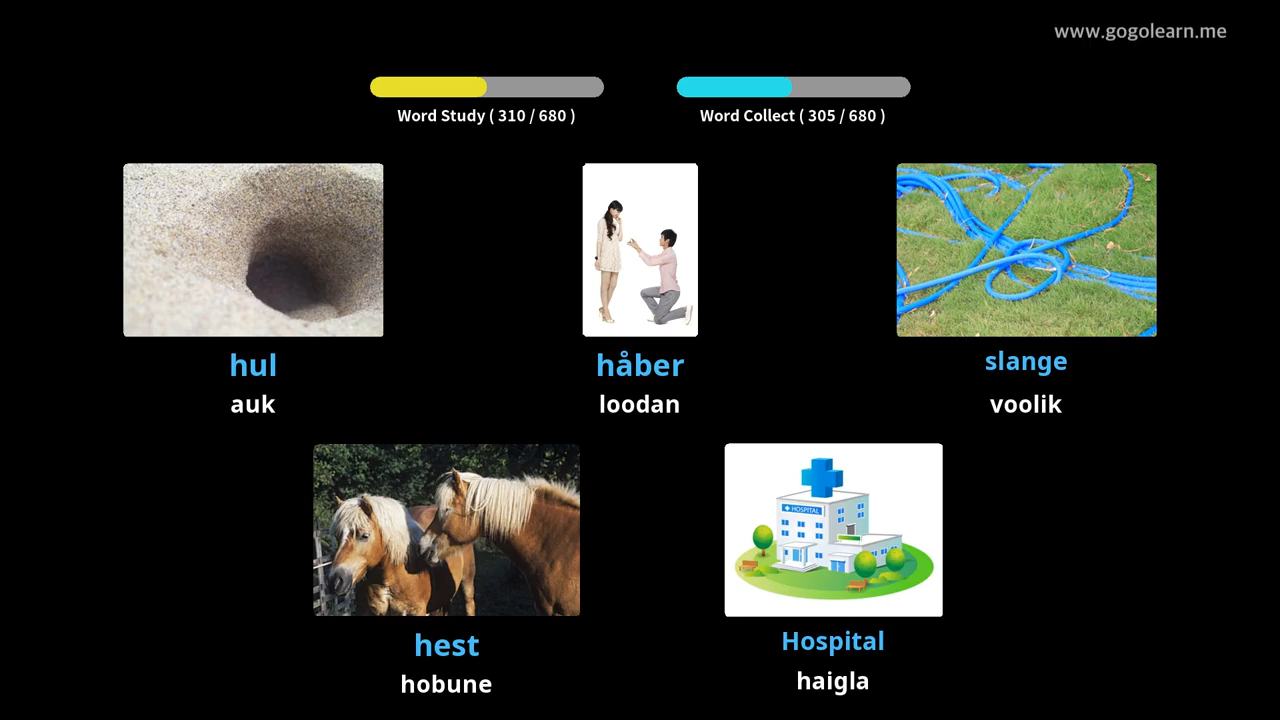 www.gogolearn.me
Word Study ( 310 / 680 )
Word Collect ( 305 / 680 )
hul
auk
håber
loodan
slange
voolik
hest
hobune
HOSPITAL
Hospital
haigla